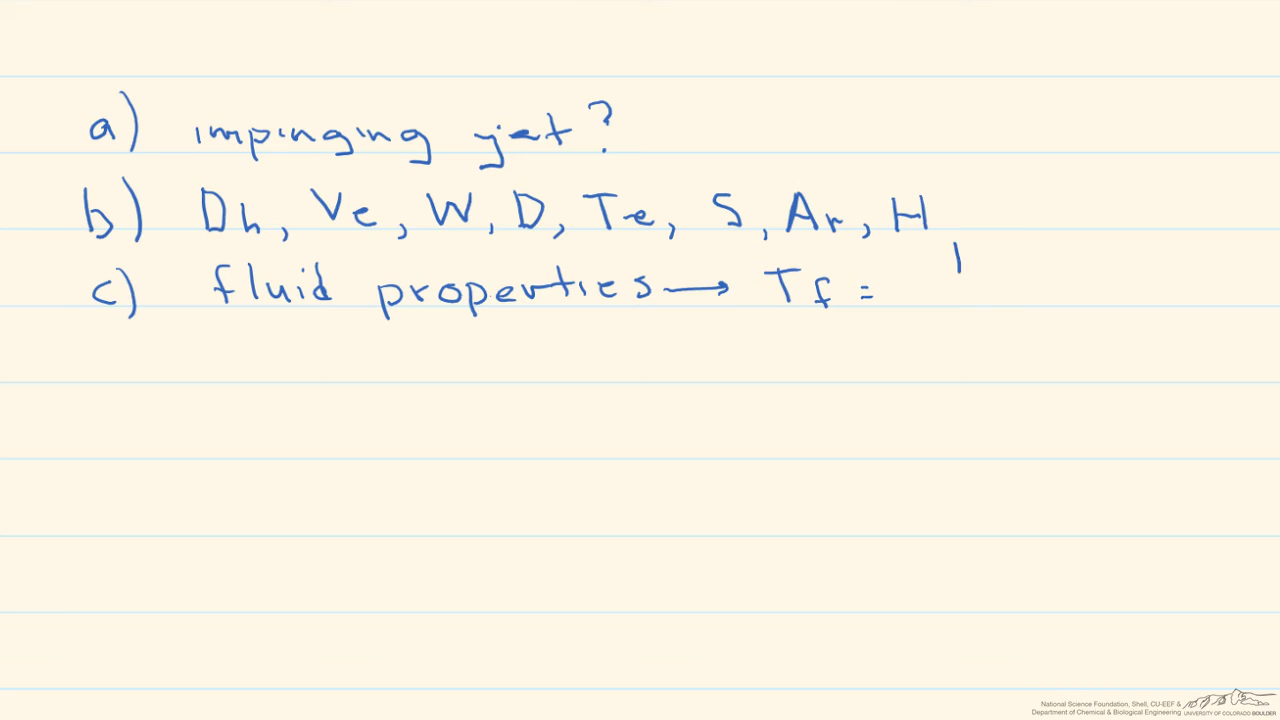 a) impinging jet?
b) Dh, Ve, W, D, Te, S, Ar, H
c) fluid properties → Tf =
National Science Foundation, Shell, CU-EEF &
Department of Chemical & Biological Engineering UNIVERSITY OF COLORADO BOULDER